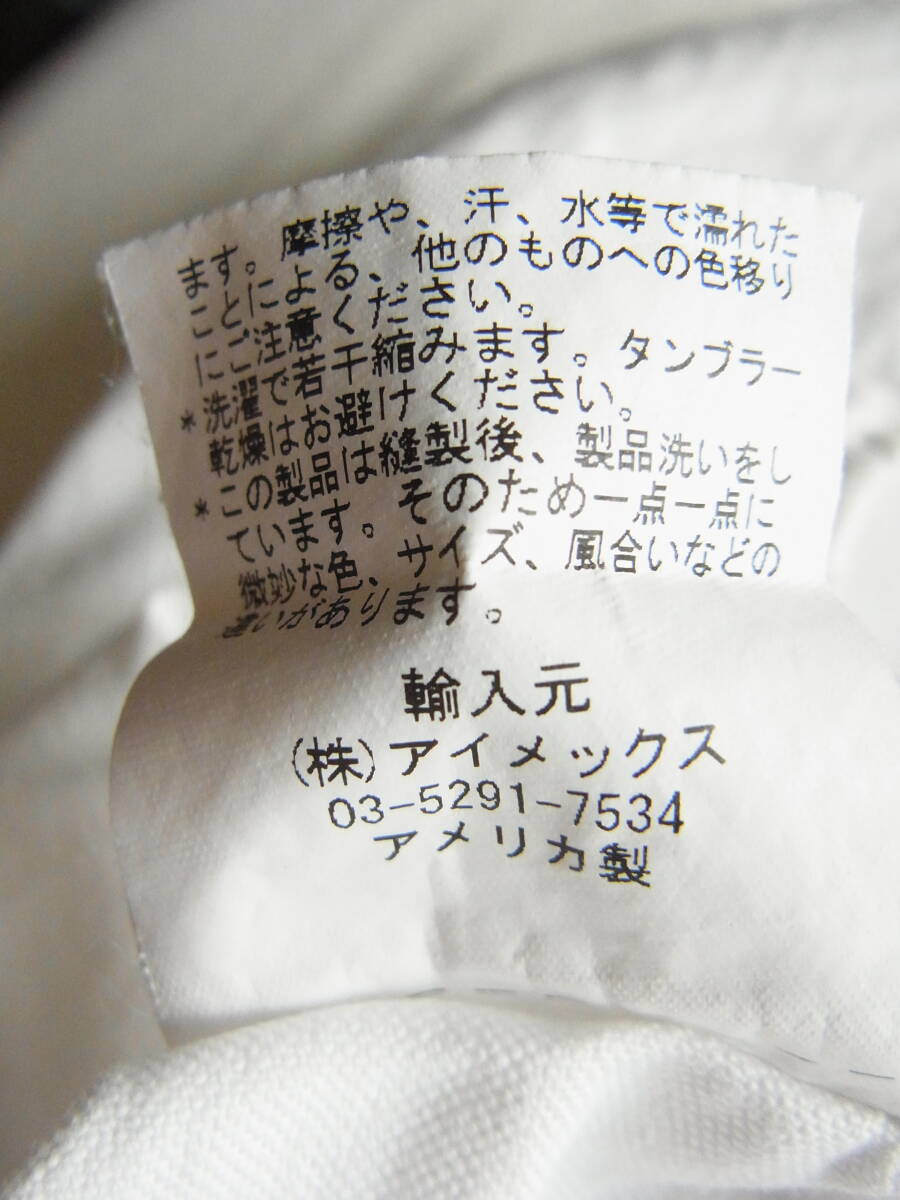 ます。摩擦や、汗、水等で濡れた
ことによる、他のものへの色移り
にご注意ください。
*洗濯で若干縮みます。タンブラー
乾燥はお避けください。
*この製品は縫製後、製品洗いをし
ています。そのため一点一点に
微妙な色、サイズ、風合いなどの
違いがあります。
輸入元
(株)アイメックス
03-5291-7534
アメリカ製